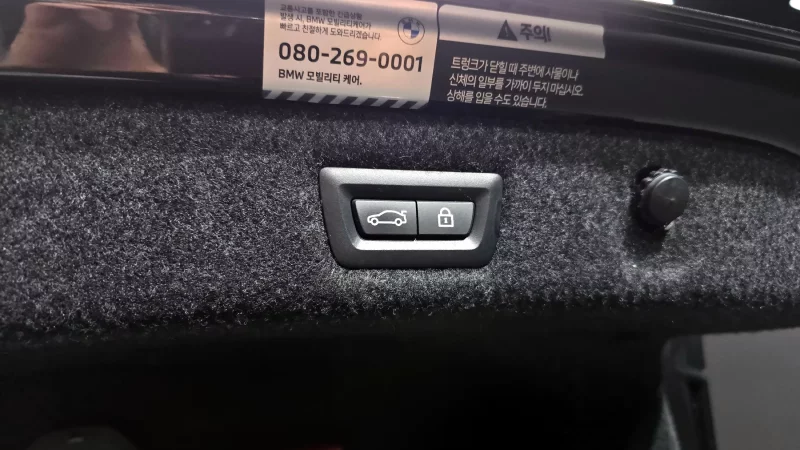 교통사고를 포함한 긴급상황
발생 시, BMW 모빌리티케어가
빠르고 친절하게 도와드리겠습니다.
080-269-0001
BMW 모빌리티 케어.
주의!
트렁크가 닫힐 때 주변에 사물이나
신체의 일부를 가까이 두지 마십시오.
상해를 입을 수도 있습니다.